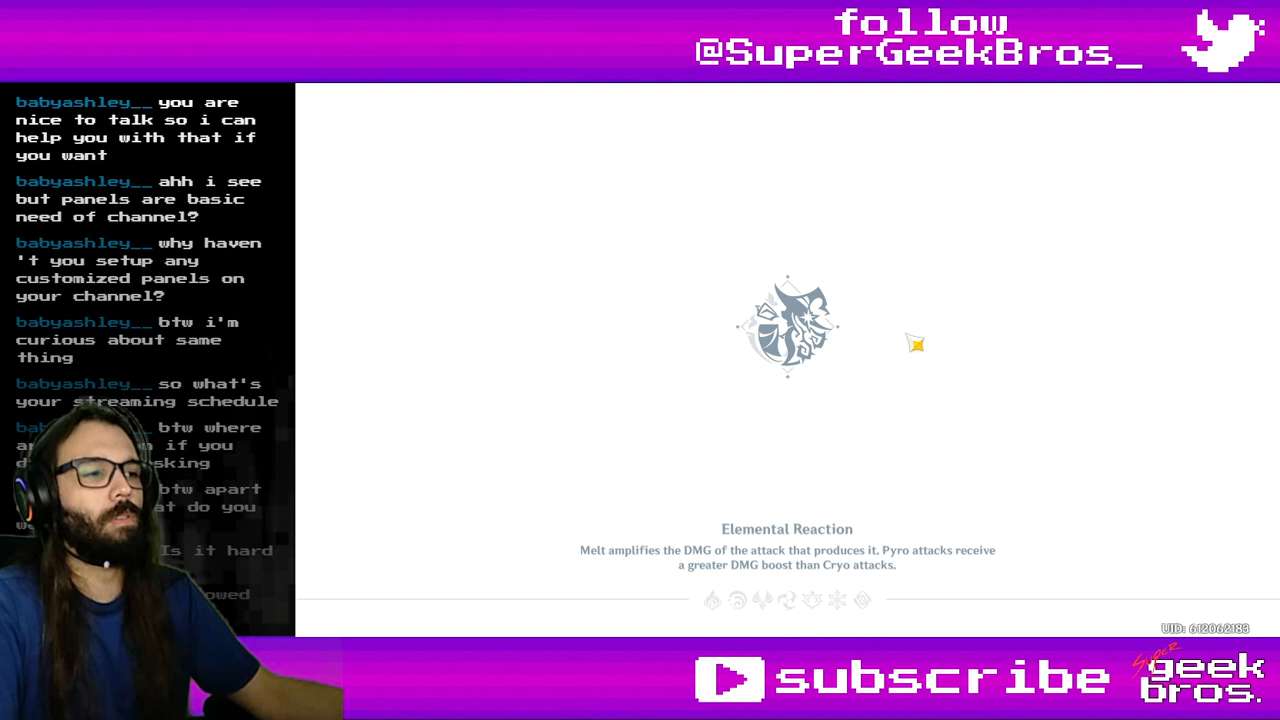 follow
@SuperGeekBros_
babyashley__ you are
nice to talk so i can
help you with that if
you want
babyashley__ ahh i see
but panels are basic
need of channel?
babyashley__ why haven
't you setup any
customized panels on
your channel?
babyashley__ btw i'm
curious about same
thing
babyashley__ so what's
your streaming schedule
btw where
if you
asking
btw apart
do you
Is it hard
Elemental Reaction
Melt amplifies the DMG of the attack that produces it. Pyro attacks receive
a greater DMG boost than Cryo attacks.
UID: 612062183
subscribe
super
geek
bros.